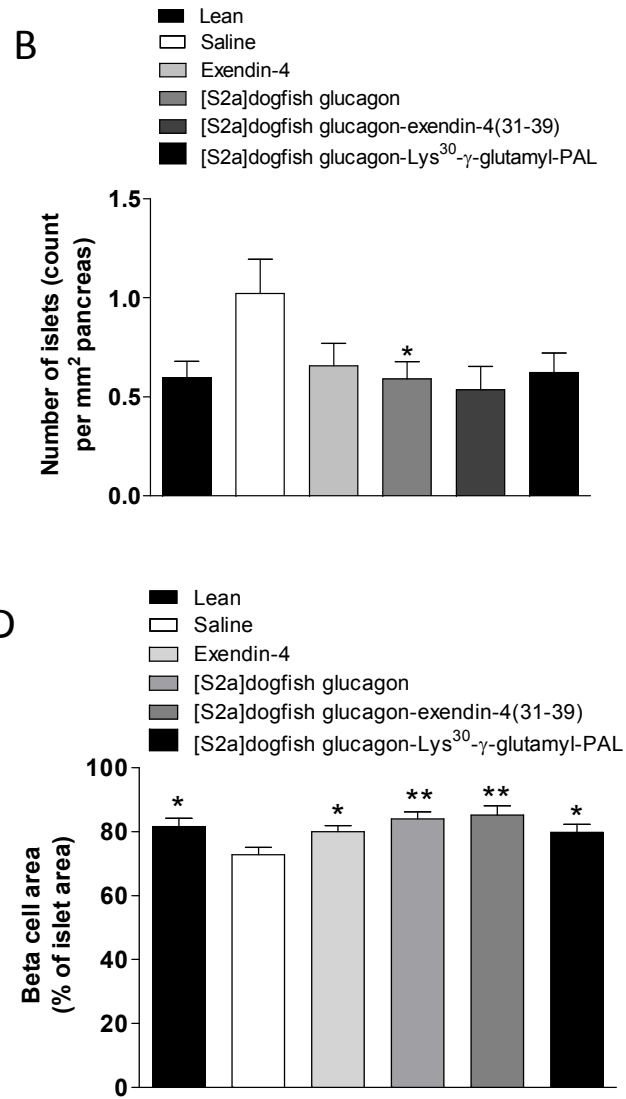 B
Lean
Saline
Exendin-4
[S2a]dogfish glucagon
[S2a]dogfish glucagon-exendin-4(31-39)
[S2a]dogfish glucagon-Lys³⁰-γ-glutamyl-PAL
Number of islets (count
per mm² pancreas)
1.5
1.0
0.5
0.0
*
D
Lean
Saline
Exendin-4
[S2a]dogfish glucagon
[S2a]dogfish glucagon-exendin-4(31-39)
[S2a]dogfish glucagon-Lys³⁰-γ-glutamyl-PAL
Beta cell area
(% of islet area)
100
80
60
40
20
0
* * ** ** *